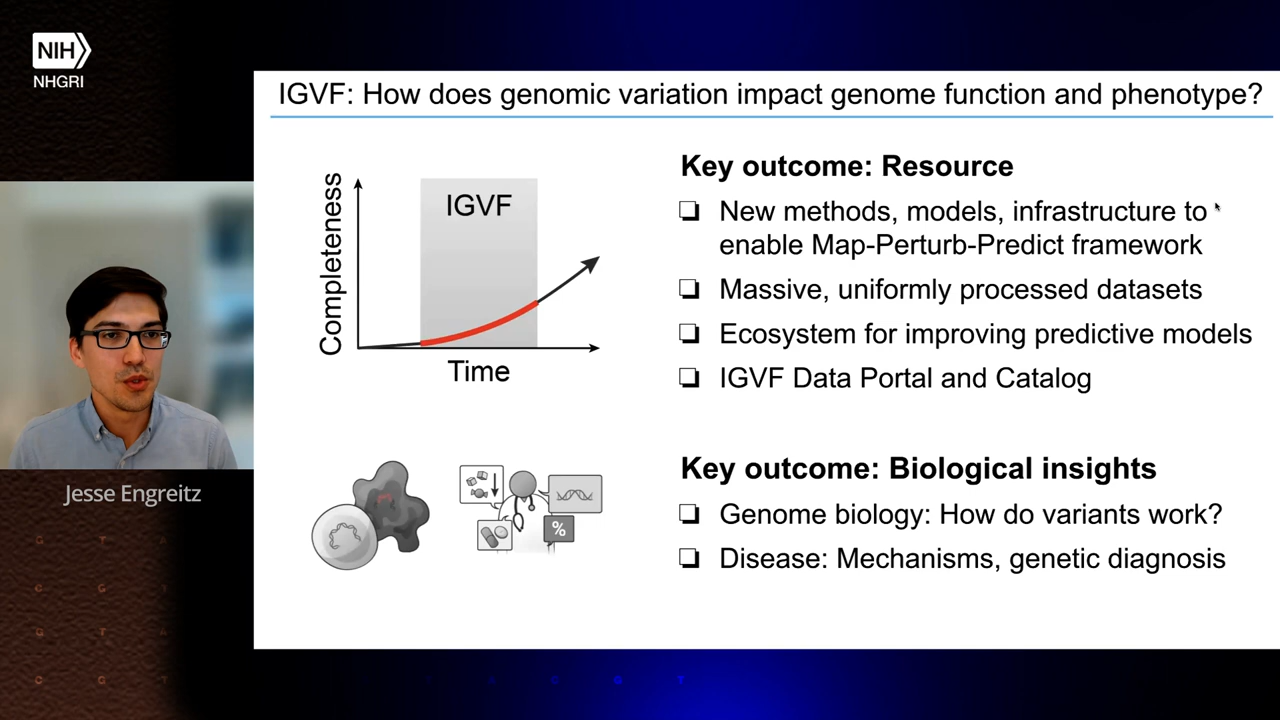 NIH
NHGRI
IGVF: How does genomic variation impact genome function and phenotype?
Completeness
IGVF
Time
Key outcome: Resource
❑ New methods, models, infrastructure to
enable Map-Perturb-Predict framework
❑ Massive, uniformly processed datasets
❑ Ecosystem for improving predictive models
❑ IGVF Data Portal and Catalog
%
Key outcome: Biological insights
❑ Genome biology: How do variants work?
❑ Disease: Mechanisms, genetic diagnosis
Jesse Engreitz